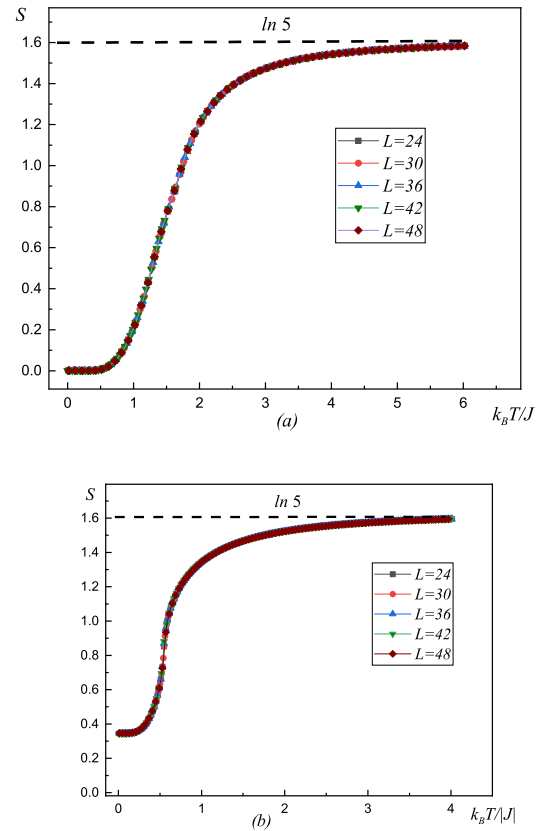 S
ln 5
1.6
1.4
1.2
1.0
0.8
0.6
0.4
0.2
0.0
L=24
L=30
L=36
L=42
L=48
0 1 2 3 4 5 6
(a)
k_BT/J
S
ln 5
1.6
1.4
1.2
1.0
0.8
0.6
0.4
0.2
0.0
L=24
L=30
L=36
L=42
L=48
0 1 2 3 4
(b)
k_BT/|J|